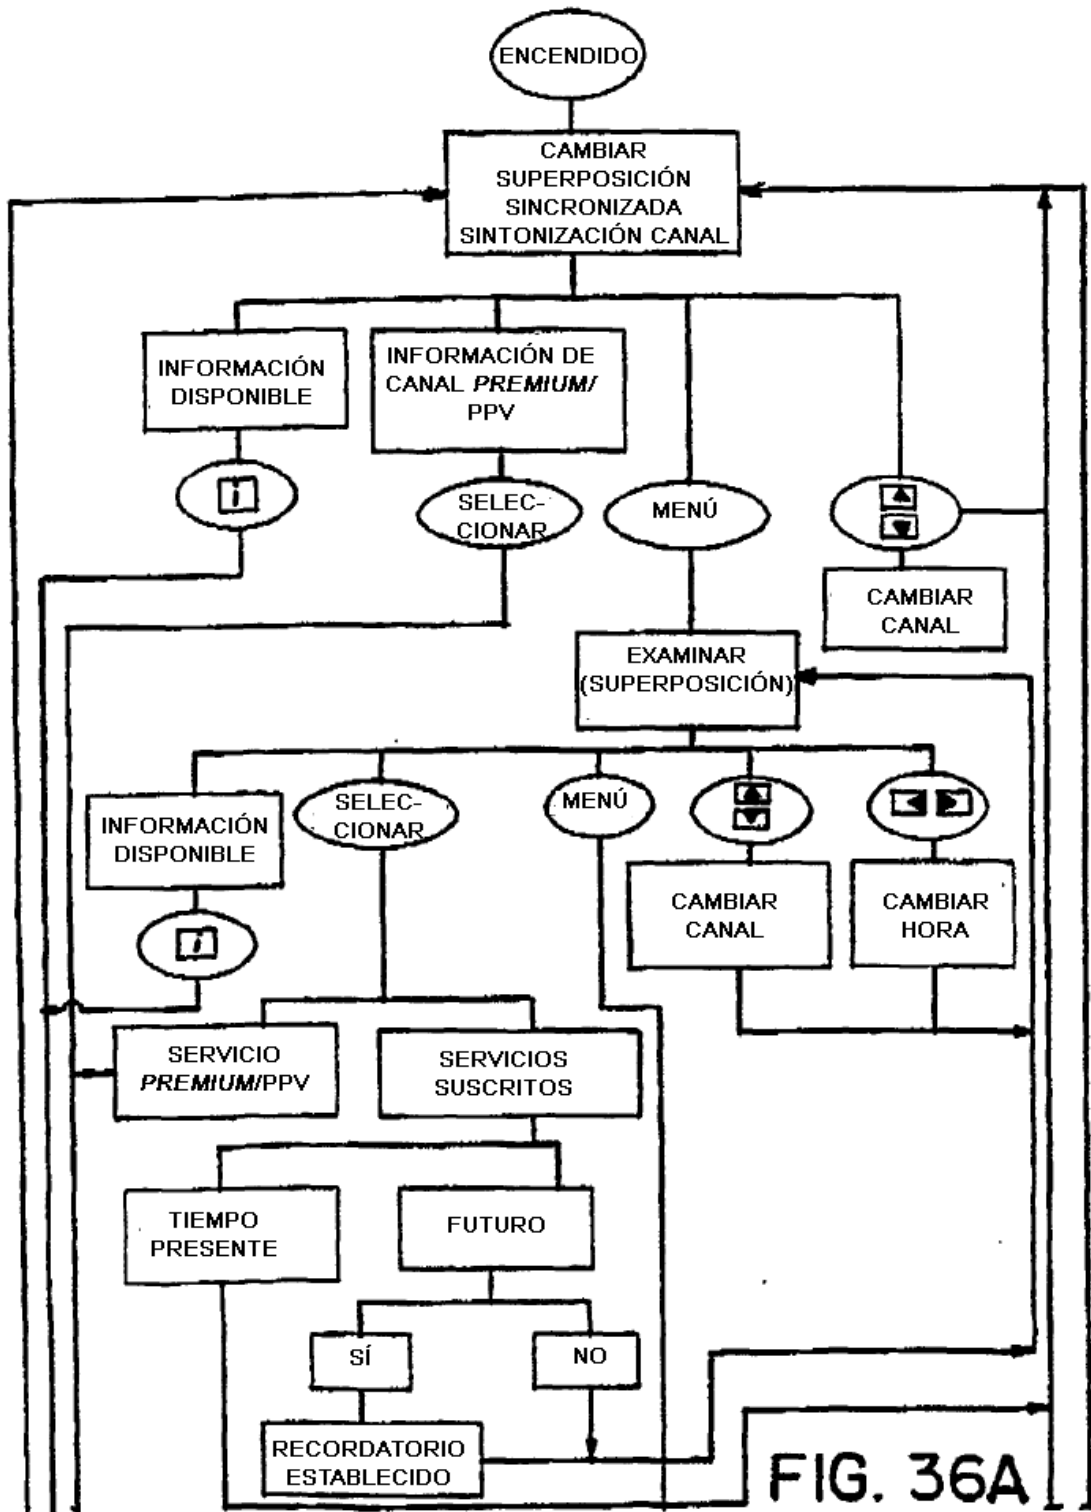 ENCENDIDO
CAMBIAR
SUPERPOSICIÓN
SINCRONIZADA
SINTONIZACIÓN CANAL
INFORMACIÓN
DISPONIBLE
INFORMACIÓN DE
CANAL PREMIUM/
PPV
i
SELEC-
CIONAR
MENÚ
CAMBIAR
CANAL
EXAMINAR
(SUPERPOSICIÓN)
INFORMACIÓN
DISPONIBLE
SELEC-
CIONAR
MENÚ
i
CAMBIAR
CANAL
CAMBIAR
HORA
SERVICIO
PREMIUM/PPV
SERVICIOS
SUSCRITOS
TIEMPO
PRESENTE
FUTURO
SÍ
NO
RECORDATORIO
ESTABLECIDO
FIG. 36A